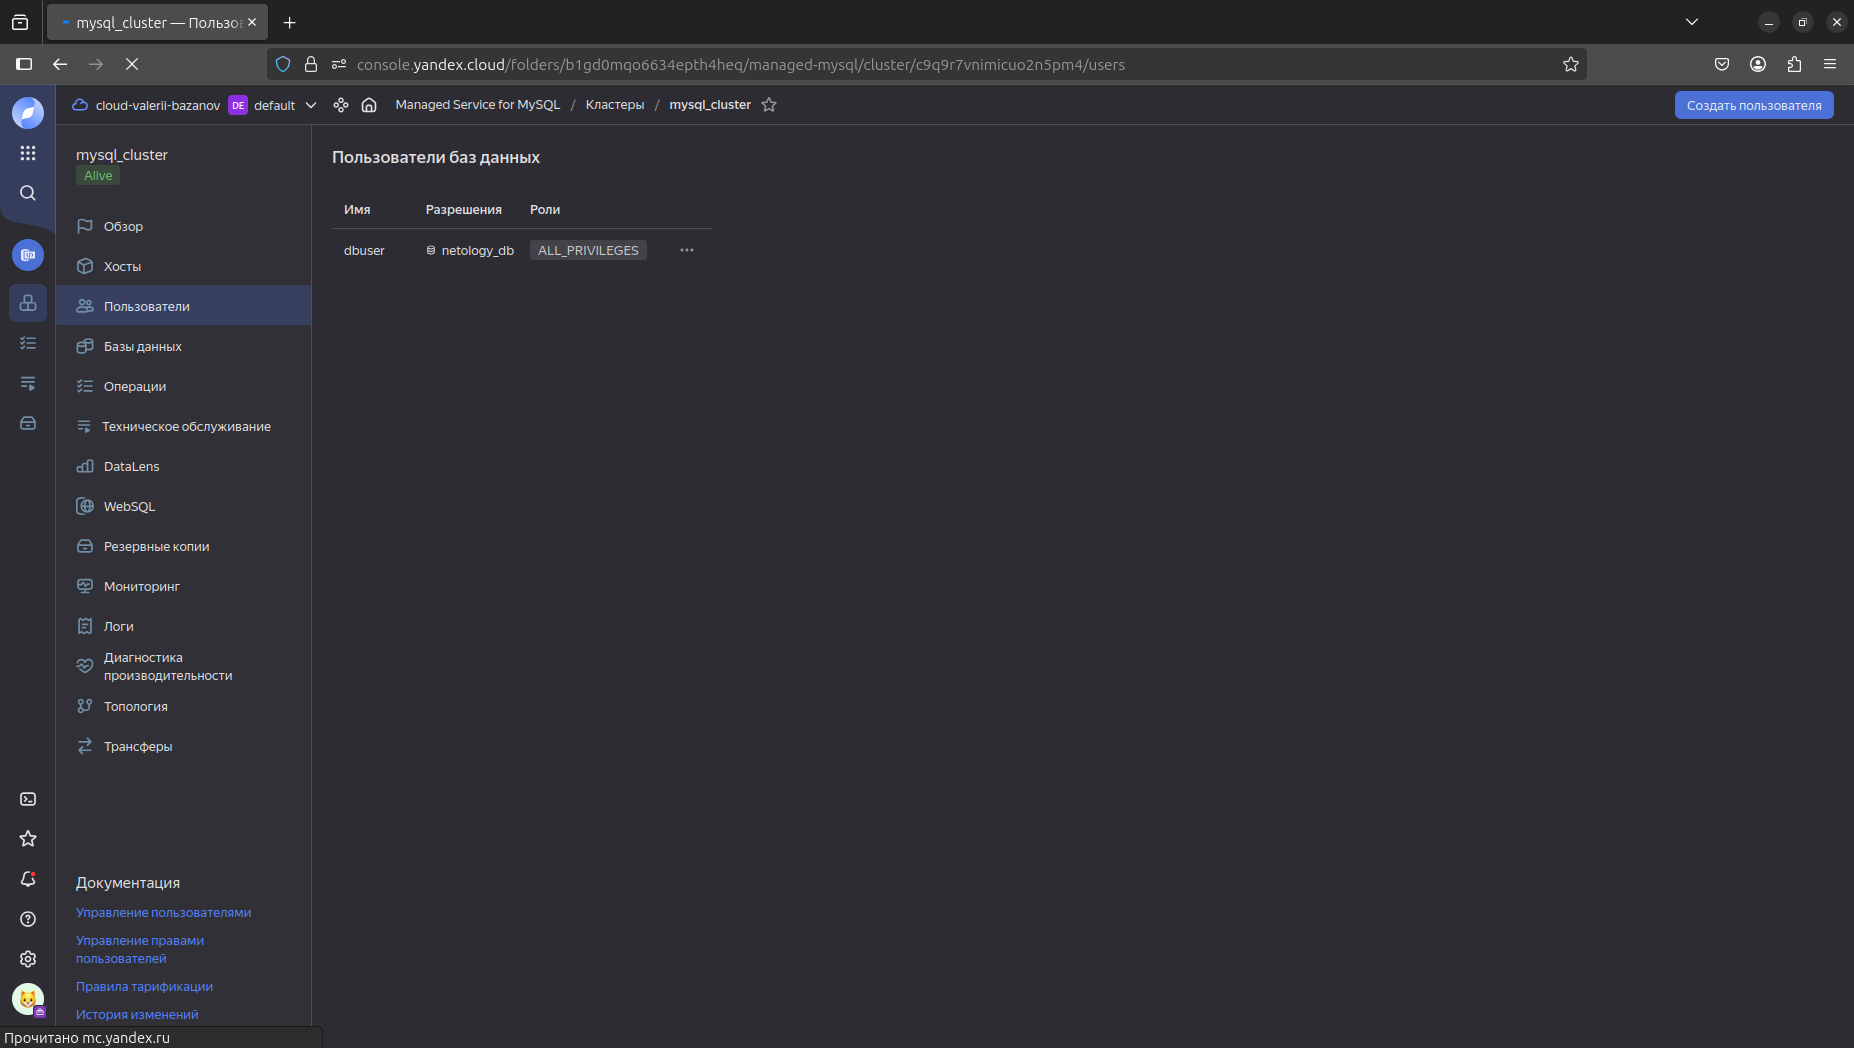 mysql_cluster — Пользов
console.yandex.cloud/folders/b1gd0mqo6634epth4heq/managed-mysql/cluster/c9q9r7vnimicuo2n5pm4/users
cloud-valerii-bazanov DE default Managed Service for MySQL / Кластеры / mysql_cluster Создать пользователя
mysql_cluster
Alive
Обзор
Хосты
Пользователи
Базы данных
Операции
Техническое обслуживание
DataLens
WebSQL
Резервные копии
Мониторинг
Логи
Диагностика
производительности
Топология
Трансферы
Документация
Управление пользователями
Управление правами
пользователей
Правила тарификации
История изменений
Пользователи баз данных
Имя Разрешения Роли
dbuser netology_db ALL_PRIVILEGES
Прочитано mc.yandex.ru